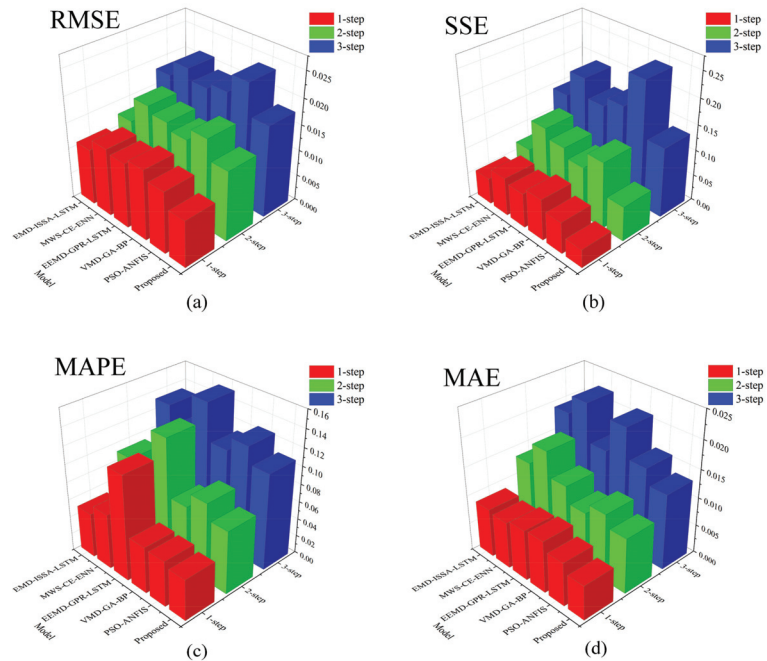 RMSE
1-step
2-step
3-step
0.025
0.020
0.015
0.010
0.005
0.000
EMD-ISSA-LSTM
MWS-CE-ENN
EEMD-GPR-LSTM
VMD-GA-BP
PSO-ANFIS
Proposed
Model
1-step
2-step
3-step
(a)
SSE
1-step
2-step
3-step
0.25
0.20
0.15
0.10
0.05
0.00
EMD-ISSA-LSTM
MWS-CE-ENN
EEMD-GPR-LSTM
VMD-GA-BP
PSO-ANFIS
Proposed
Model
1-step
2-step
3-step
(b)
MAPE
1-step
2-step
3-step
0.16
0.14
0.12
0.10
0.08
0.06
0.04
0.02
0.00
EMD-ISSA-LSTM
MWS-CE-ENN
EEMD-GPR-LSTM
VMD-GA-BP
PSO-ANFIS
Proposed
Model
1-step
2-step
3-step
(c)
MAE
1-step
2-step
3-step
0.025
0.020
0.015
0.010
0.005
0.000
EMD-ISSA-LSTM
MWS-CE-ENN
EEMD-GPR-LSTM
VMD-GA-BP
PSO-ANFIS
Proposed
Model
1-step
2-step
3-step
(d)